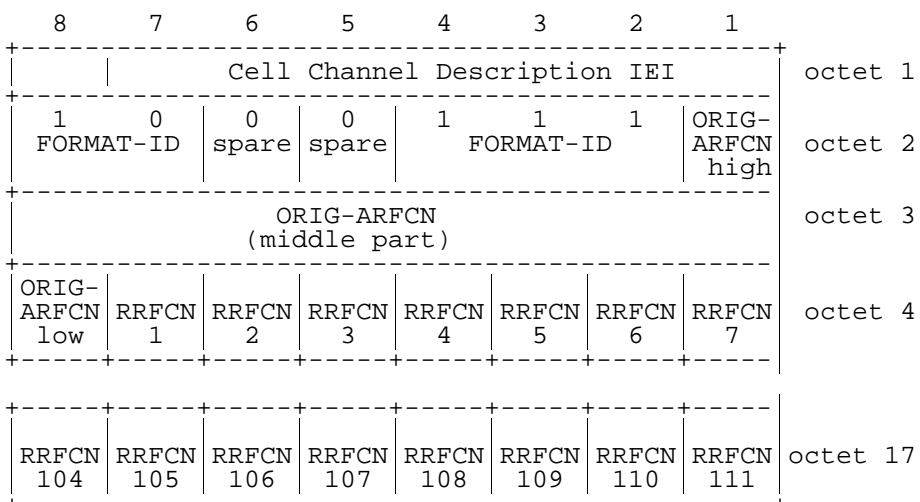 8 7 6 5 4 3 2 1
Cell Channel Description IEI octet 1
1 0 0 0 1 1 1 ORIG-
FORMAT-ID spare spare FORMAT-ID ARFCN octet 2
high
ORIG-ARFCN octet 3
(middle part)
ORIG-
ARFCN RRFCN RRFCN RRFCN RRFCN RRFCN RRFCN RRFCN octet 4
low 1 2 3 4 5 6 7
RRFCN RRFCN RRFCN RRFCN RRFCN RRFCN RRFCN RRFCN octet 17
104 105 106 107 108 109 110 111